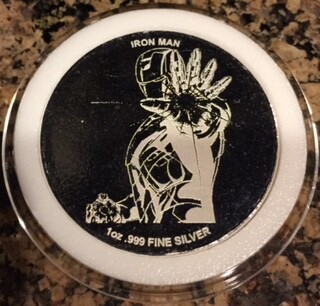 IRON MAN
1oz .999 FINE SILVER